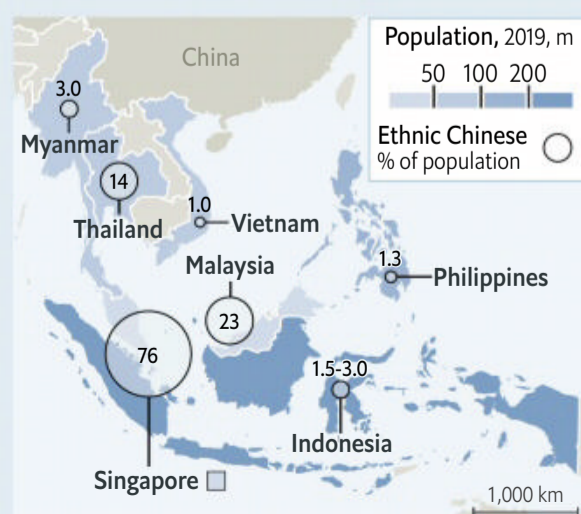 Population, 2019, m
50 100 200
Ethnic Chinese
% of population
China
3.0
Myanmar
14
Thailand
1.0
Vietnam
Malaysia
23
1.3
Philippines
76
1.5-3.0
Indonesia
Singapore
1,000 km